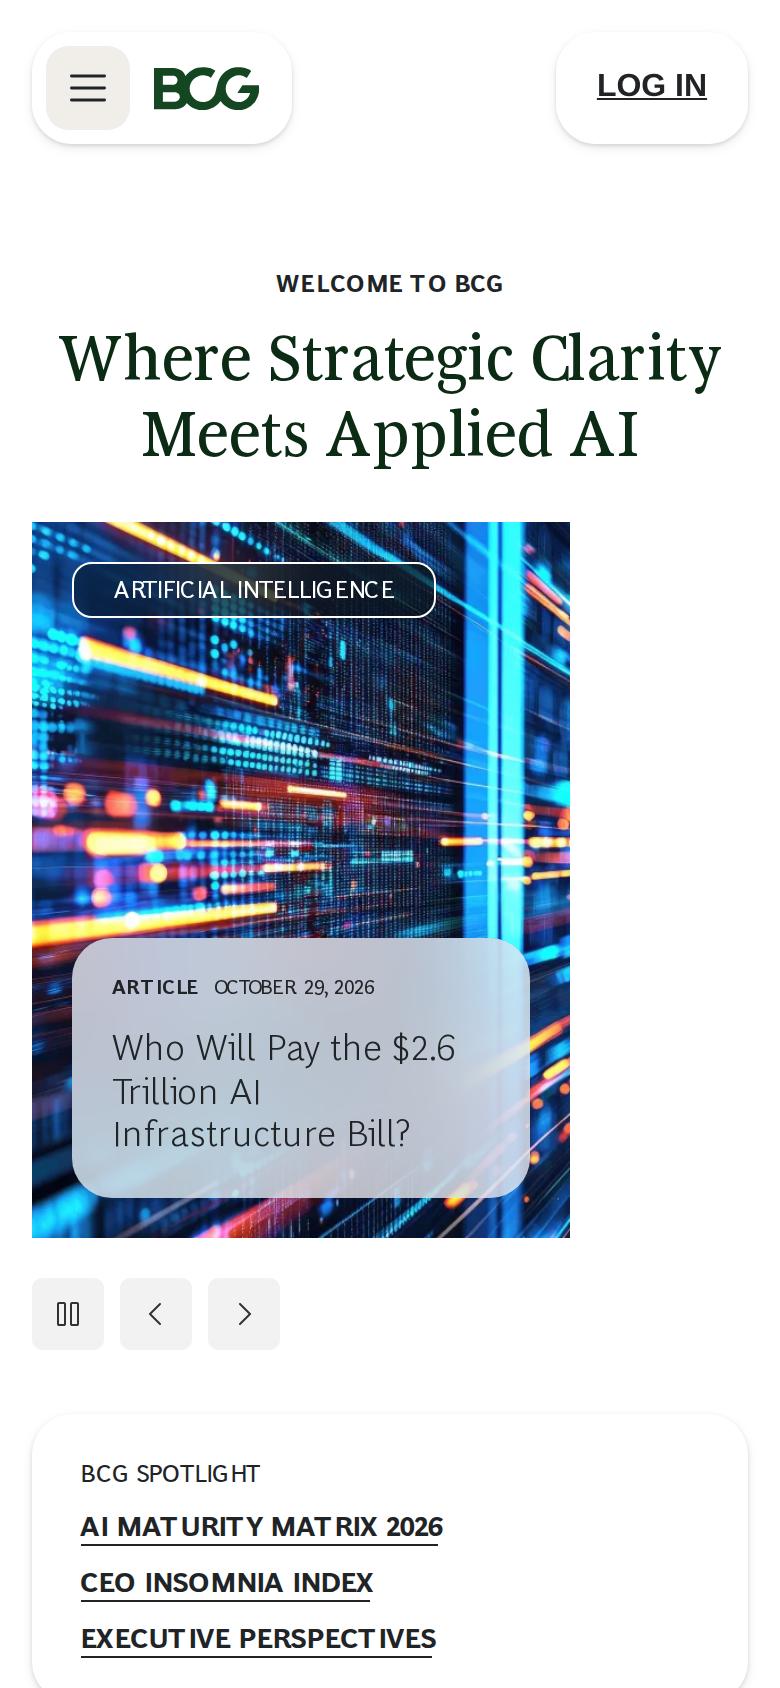 BCG
LOG IN
WELCOME TO BCG
Where Strategic Clarity
Meets Applied AI
ARTIFICIAL INTELLIGENCE
ARTICLE OCTOBER 29, 2026
Who Will Pay the $2.6
Trillion AI
Infrastructure Bill?
BCG SPOTLIGHT
AI MATURITY MATRIX 2026
CEO INSOMNIA INDEX
EXECUTIVE PERSPECTIVES